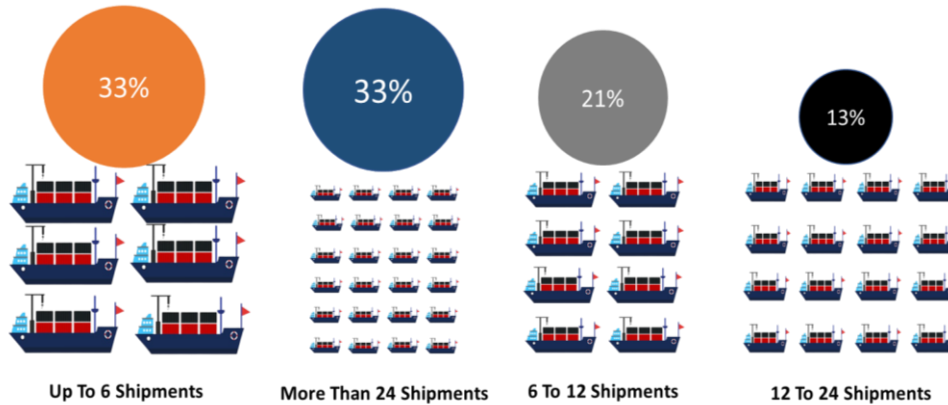 33%
33%
21%
13%
Up To 6 Shipments
More Than 24 Shipments
6 To 12 Shipments
12 To 24 Shipments